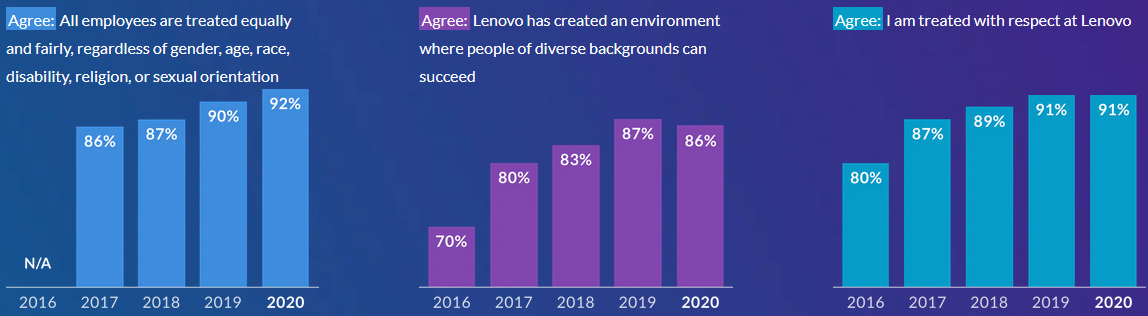 Agree: All employees are treated equally
and fairly, regardless of gender, age, race,
disability, religion, or sexual orientation
92%
90%
87%
86%
N/A
2016 2017 2018 2019 2020
Agree: Lenovo has created an environment
where people of diverse backgrounds can
succeed
87%
86%
83%
80%
70%
2016 2017 2018 2019 2020
Agree: I am treated with respect at Lenovo
91% 91%
89%
87%
80%
2016 2017 2018 2019 2020